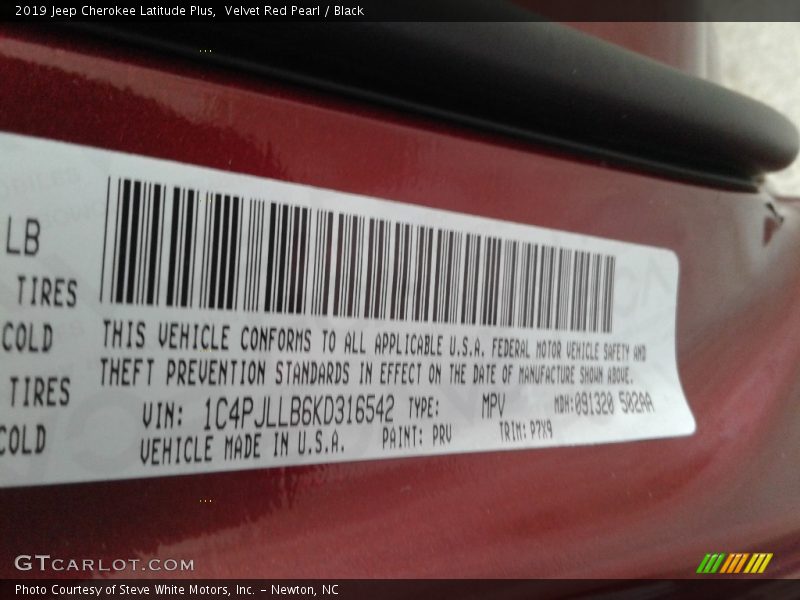 2019 Jeep Cherokee Latitude Plus, Velvet Red Pearl / Black
LB
TIRES
COLD
TIRES
COLD
THIS VEHICLE CONFORMS TO ALL APPLICABLE U.S.A. FEDERAL MOTOR VEHICLE SAFETY AND
THEFT PREVENTION STANDARDS IN EFFECT ON THE DATE OF MANUFACTURE SHOWN ABOVE.
VIN: 1C4PJLLB6KD316542 TYPE: MPV MDH:091320 502AA
VEHICLE MADE IN U.S.A. PAINT: PRV TRIM: P7X9
GTCARLOT.COM
Photo Courtesy of Steve White Motors, Inc. – Newton, NC